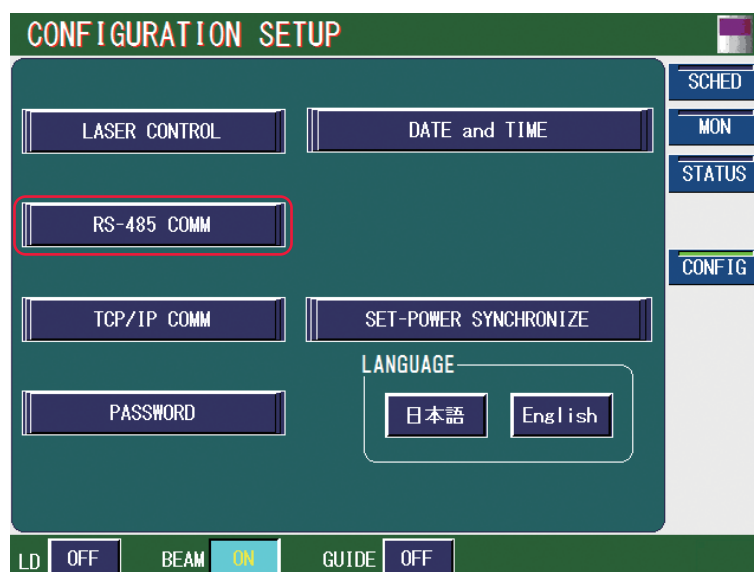 CONFIGURATION SETUP
SCHED
MON
STATUS
CONFIG
LASER CONTROL
DATE and TIME
RS-485 COMM
TCP/IP COMM
SET-POWER SYNCHRONIZE
PASSWORD
LANGUAGE
日本語 English
LD OFF BEAM ON GUIDE OFF